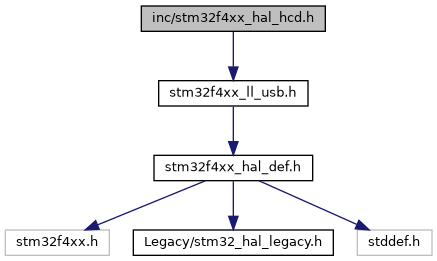 inc/stm32f4xx_hal_hcd.h
stm32f4xx_ll_usb.h
stm32f4xx_hal_def.h
stm32f4xx.h
Legacy/stm32_hal_legacy.h
stddef.h